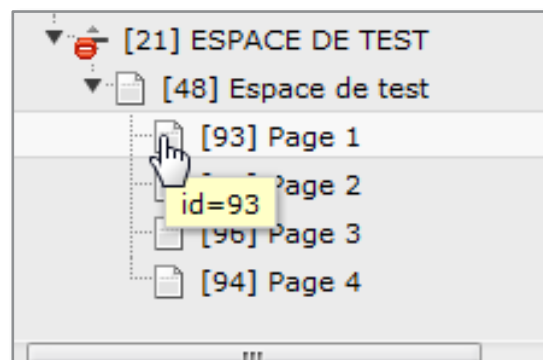 [21] ESPACE DE TEST
[48] Espace de test
[93] Page 1
Page 2
id=93
[96] Page 3
[94] Page 4